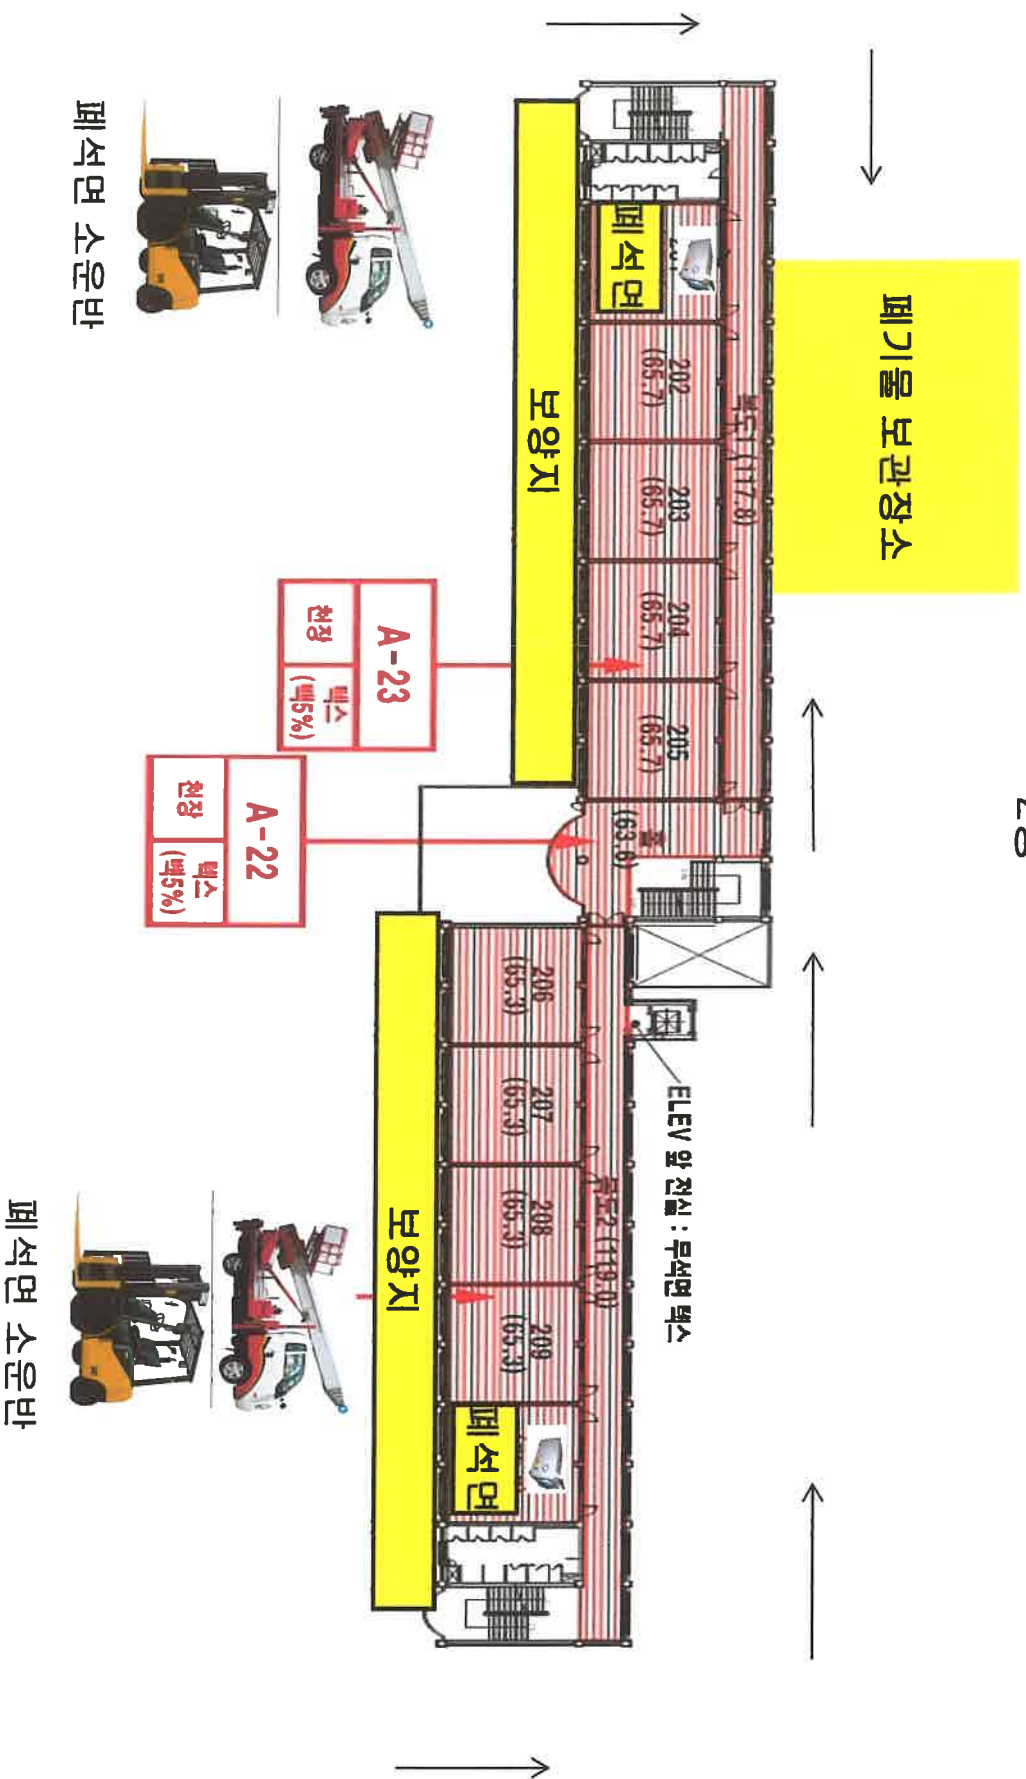 2층
폐기물 보관장소
복도1 (117.8)
폐석면
202
(65.7)
203
(65.7)
204
(65.7)
205
(65.7)
홀
(63.6)
보양지
폐석면 소운반
A-23
천장
텍스
(백5%)
A-22
천장
텍스
(백5%)
ELEV 앞 전실 : 무석면 텍스
복도2 (119.0)
206
(65.3)
207
(65.3)
208
(65.3)
209
(65.3)
폐석면
보양지
폐석면 소운반